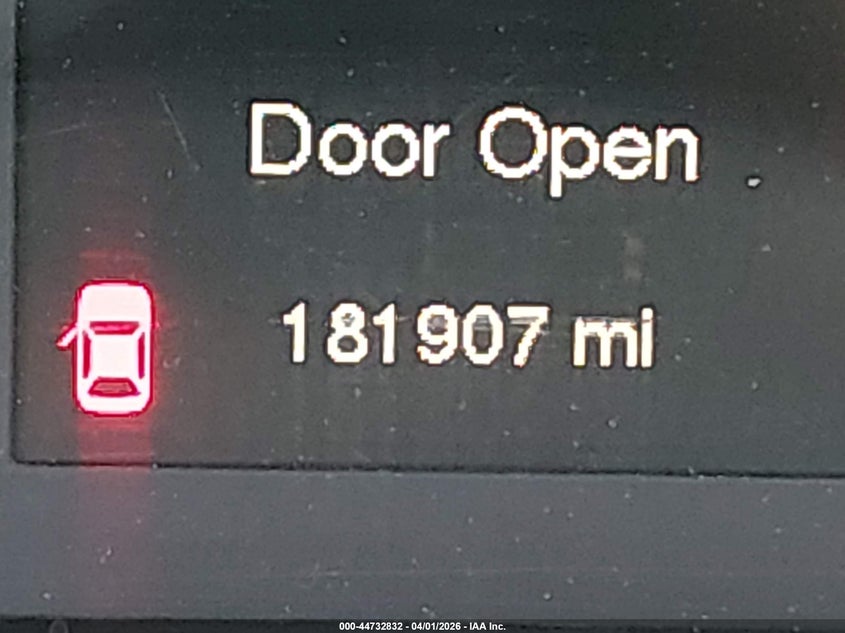 Door Open
181907 mi
000-44732832 - 04/01/2026 - IAA Inc.